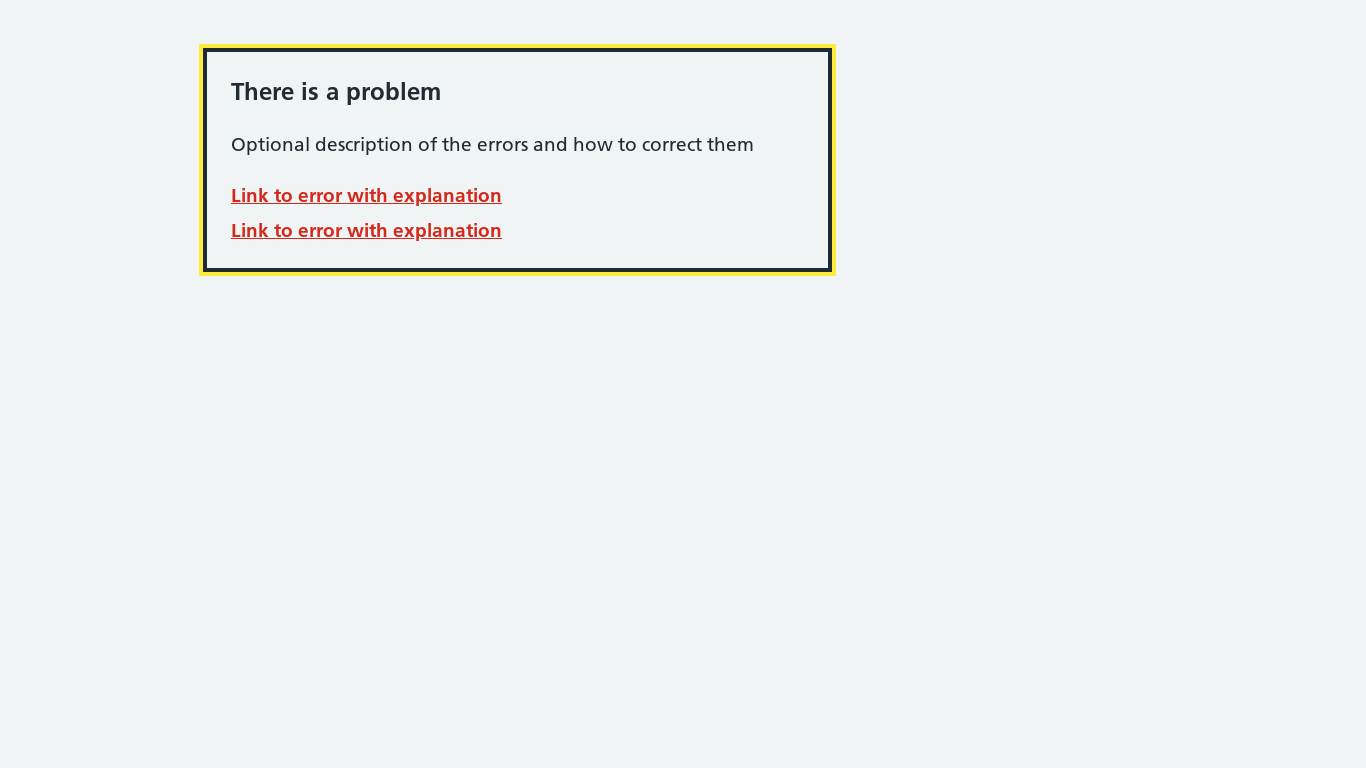 There is a problem
Optional description of the errors and how to correct them
Link to error with explanation
Link to error with explanation